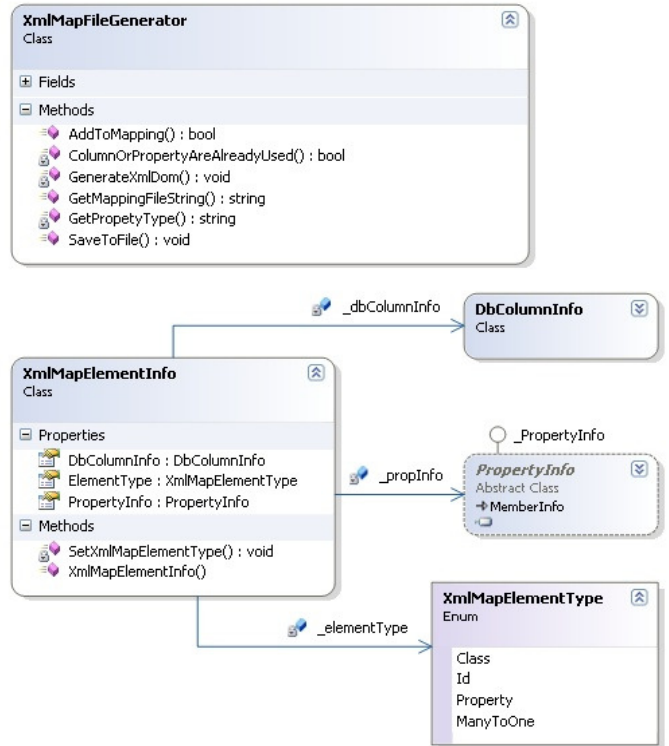 XmlMapFileGenerator
Class
Fields
Methods
AddToMapping() : bool
ColumnOrPropertyAreAlreadyUsed() : bool
GenerateXmlDom() : void
GetMappingFileString() : string
GetPropetyType() : string
SaveToFile() : void
_dbColumnInfo
DbColumnInfo
Class
XmlMapElementInfo
Class
Properties
DbColumnInfo : DbColumnInfo
ElementType : XmlMapElementType
PropertyInfo : PropertyInfo
Methods
SetXmlMapElementType() : void
XmlMapElementInfo()
_propInfo
_PropertyInfo
PropertyInfo
Abstract Class
MemberInfo
_elementType
XmlMapElementType
Enum
Class
Id
Property
ManyToOne